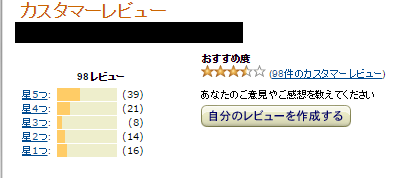 カスタマーレビュー
98レビュー
星5つ: (39)
星4つ: (21)
星3つ: (8)
星2つ: (14)
星1つ: (16)
おすすめ度
(98件のカスタマーレビュー)
あなたのご意見やご感想を教えてください
自分のレビューを作成する